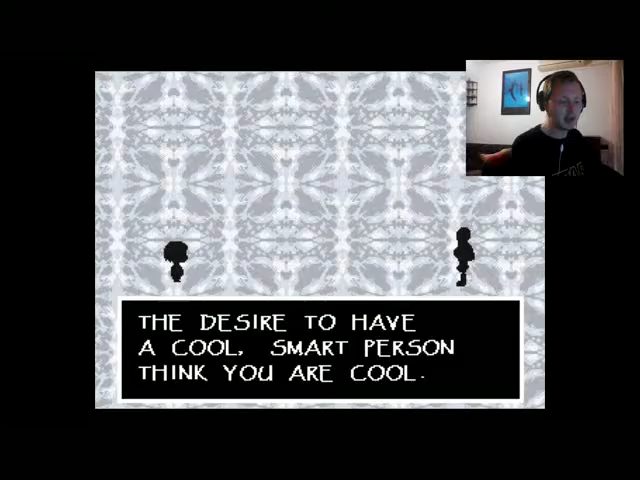 THE DESIRE TO HAVE
A COOL, SMART PERSON
THINK YOU ARE COOL.